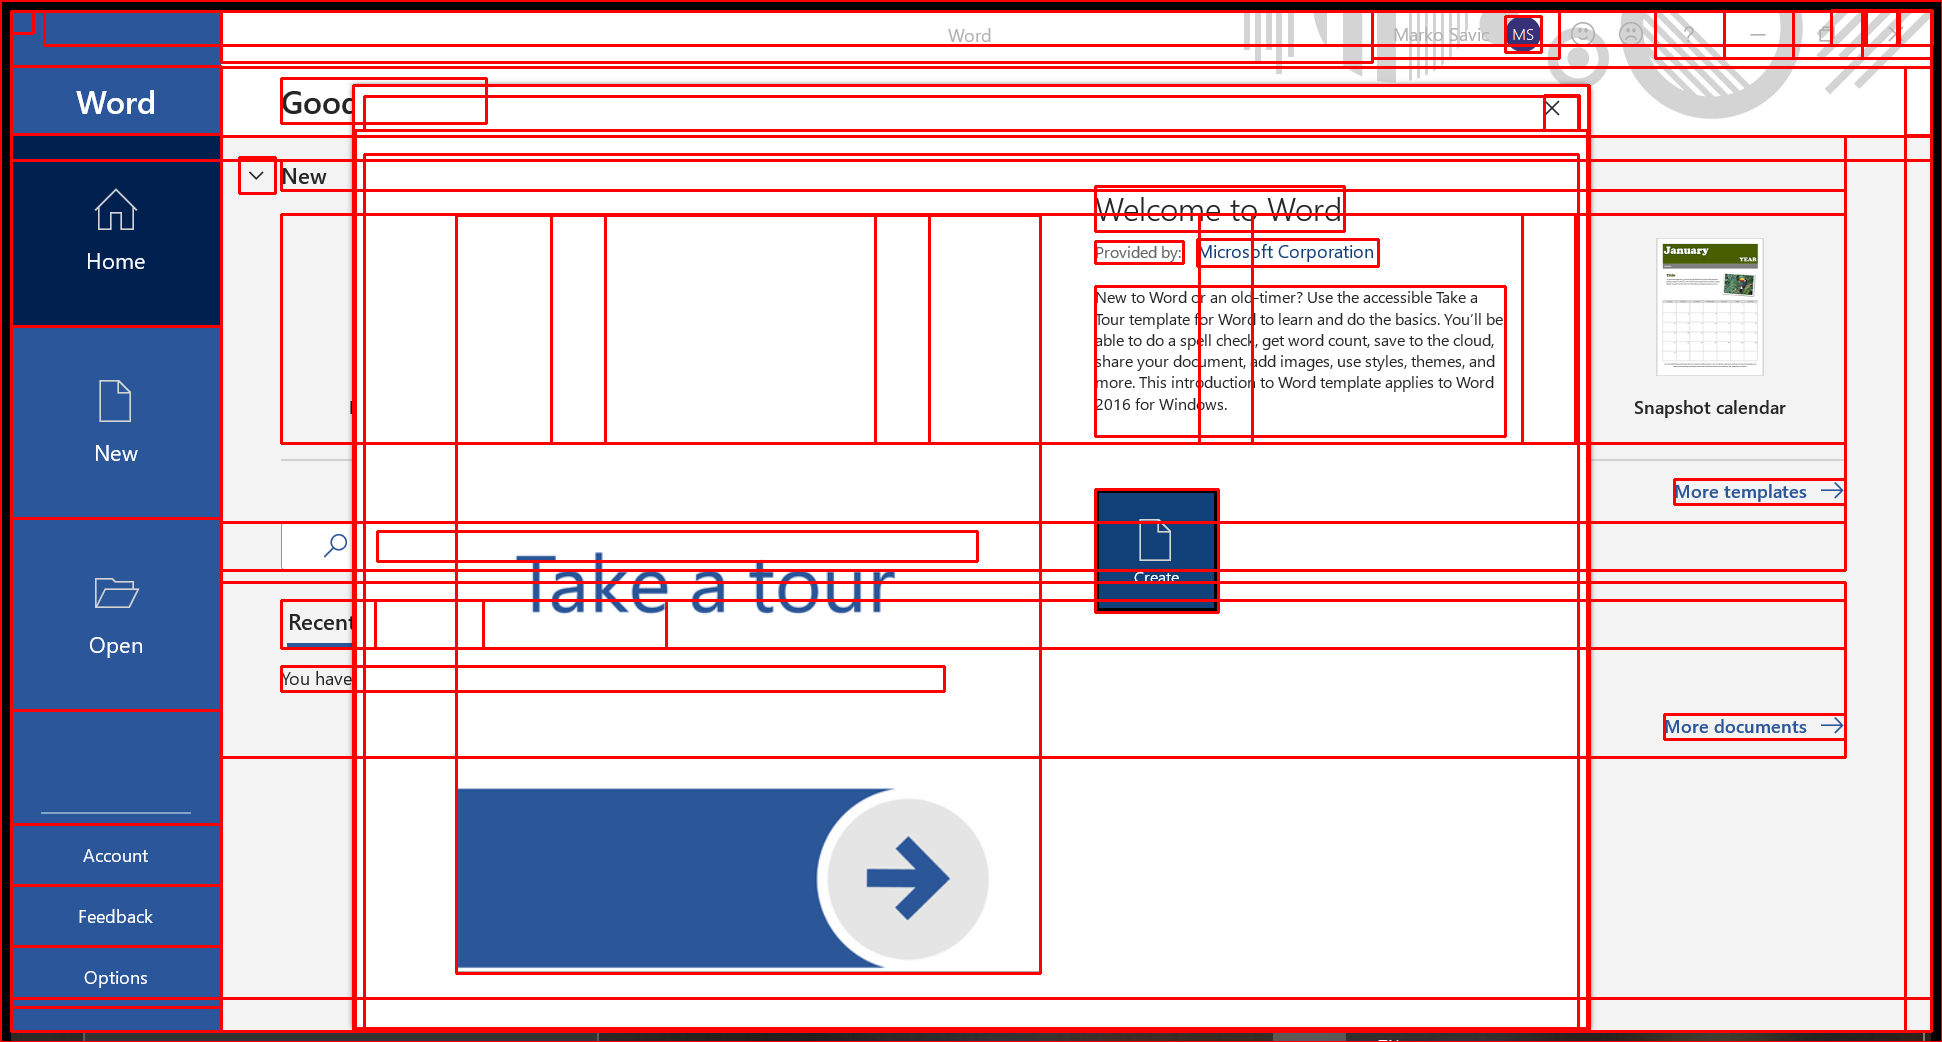 Word
Marko Savic
MS
?
Word
Good
Home
New
Open
Account
Feedback
Options
New
Welcome to Word
Provided by:
Microsoft Corporation
New to Word or an old-timer? Use the accessible Take a
Tour template for Word to learn and do the basics. You'll be
able to do a spell check, get word count, save to the cloud,
share your document, add images, use styles, themes, and
more. This introduction to Word template applies to Word
2016 for Windows.
Create
Take a tour
January
YEAR
Title
Snapshot calendar
More templates
Recent
You have
More documents